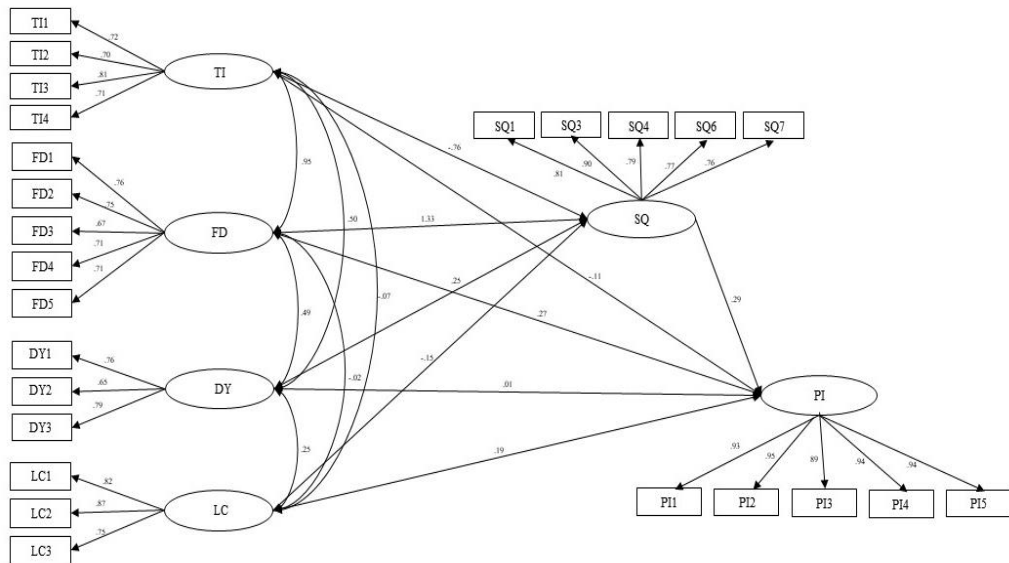 TI1
TI2
TI3
TI4
.72
.70
.81
.71
TI
FD1
FD2
FD3
FD4
FD5
.76
.75
.67
.71
.71
FD
DY1
DY2
DY3
.76
.65
.79
DY
LC1
LC2
LC3
.82
.87
.75
LC
.95
.50
-.07
.49
-.02
.25
-.76
1.33
.25
-.15
-.11
.27
.01
.19
SQ1
SQ3
SQ4
SQ6
SQ7
.81
.90
.79
.77
.76
SQ
.29
PI
.93
.95
89
.94
.94
PI1
PI2
PI3
PI4
PI5